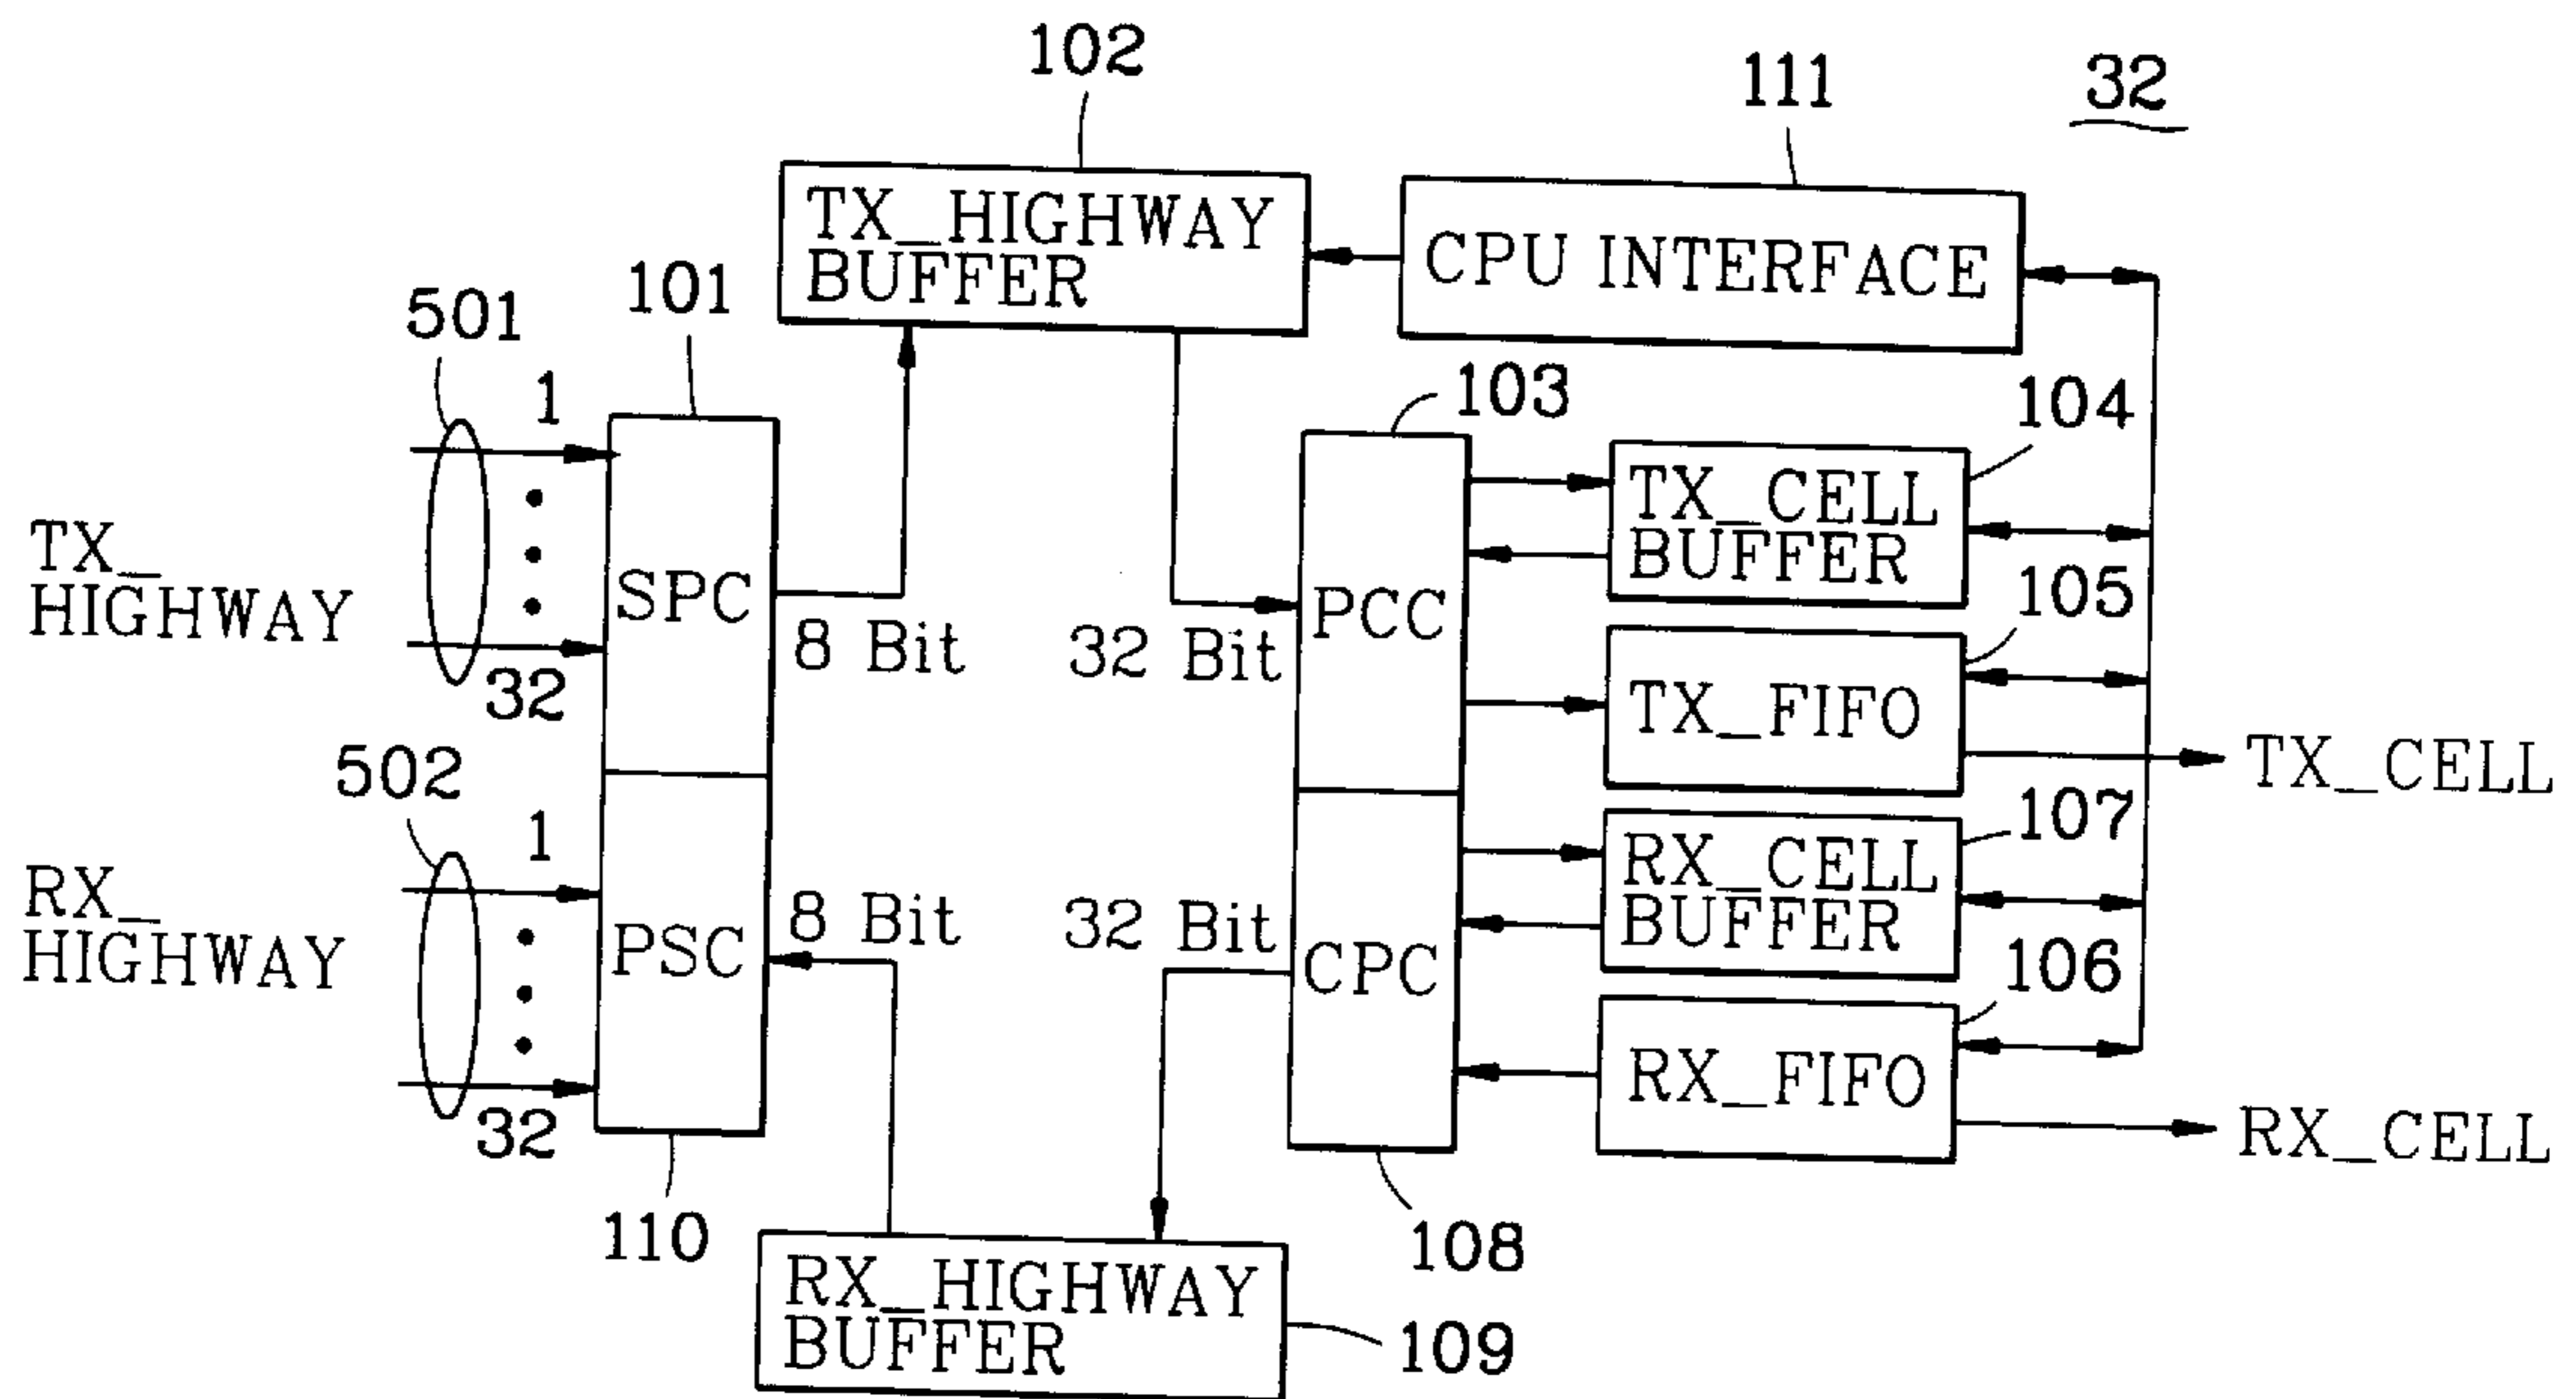 102
111
32
TX_HIGHWAY
BUFFER
CPU INTERFACE
101
501
1
103
104
TX_
HIGHWAY
SPC
8 Bit
32 Bit
PCC
TX_CELL
BUFFER
105
32
TX_FIFO
TX_CELL
502
1
107
RX_
HIGHWAY
PSC
8 Bit
32 Bit
CPC
RX_CELL
BUFFER
106
32
RX_FIFO
RX_CELL
110
108
RX_HIGHWAY
BUFFER
109